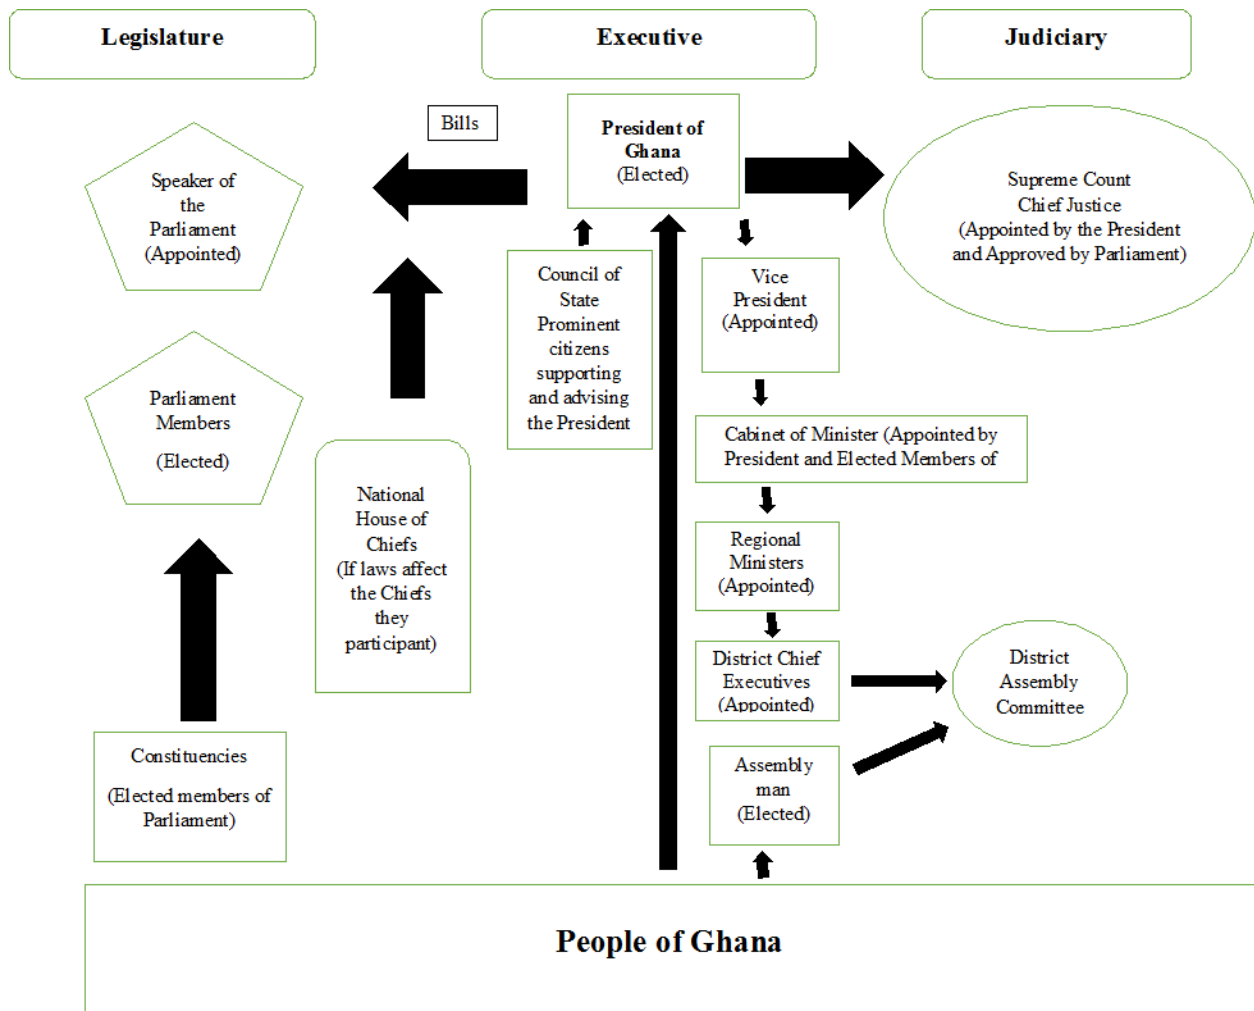 Legislature
Executive
Judiciary
Bills
President of
Ghana
(Elected)
Speaker of
the
Parliament
(Appointed)
Supreme Count
Chief Justice
(Appointed by the President
and Approved by Parliament)
Council of
State
Prominent
citizens
supporting
and advising
the President
Vice
President
(Appointed)
Parliament
Members
(Elected)
Cabinet of Minister (Appointed by
President and Elected Members of
National
House of
Chiefs
(If laws affect
the Chiefs
they
participant)
Regional
Ministers
(Appointed)
District Chief
Executives
(Appointed)
District
Assembly
Committee
Constituencies
(Elected members of
Parliament)
Assembly
man
(Elected)
People of Ghana